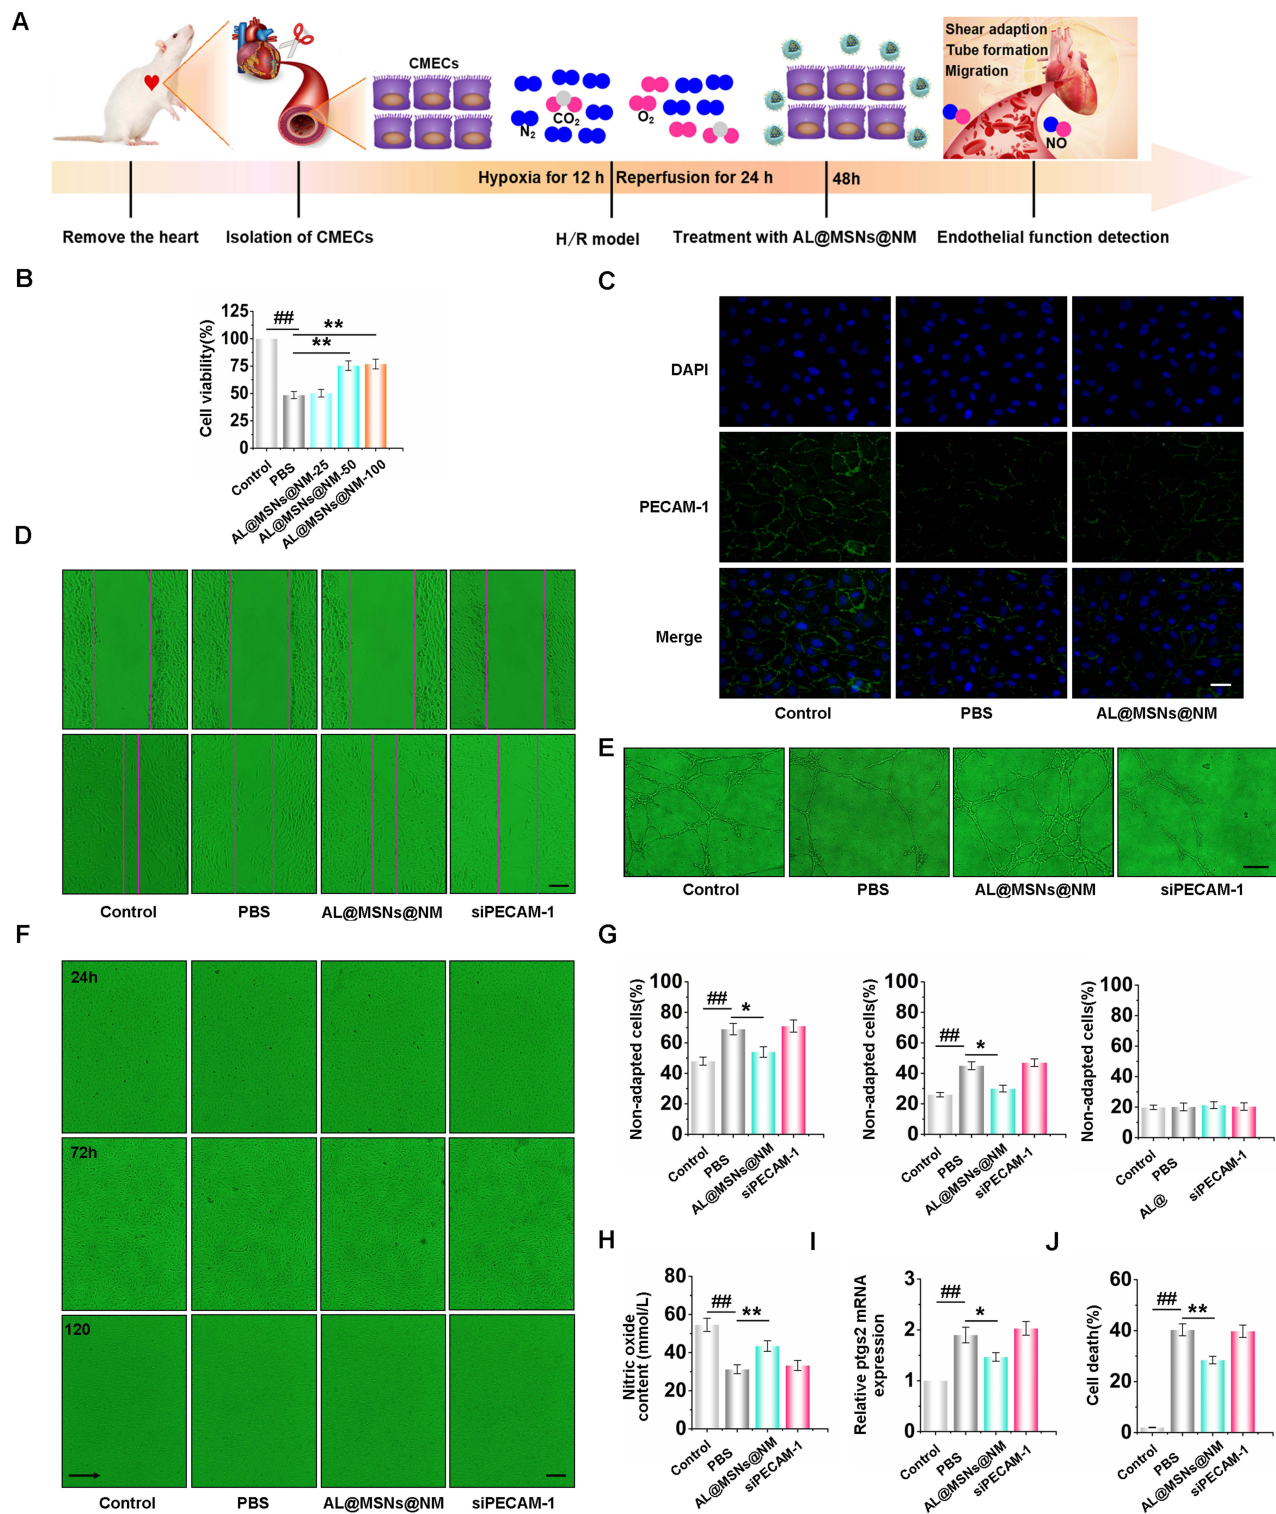 A
CMECs
N2
CO2
O2
Shear adaption
Tube formation
Migration
NO
Hypoxia for 12 h
Reperfusion for 24 h
48h
Remove the heart
Isolation of CMECs
H/R model
Treatment with AL@MSNs@NM
Endothelial function detection
B
Cell viability(%)
125
100
75
50
25
0
##
**
**
Control
PBS
AL@MSNs@NM-25
AL@MSNs@NM-50
AL@MSNs@NM-100
C
DAPI
PECAM-1
Merge
Control
PBS
AL@MSNs@NM
D
Control
PBS
AL@MSNs@NM
siPECAM-1
E
Control
PBS
AL@MSNs@NM
siPECAM-1
F
24h
72h
120
Control
PBS
AL@MSNs@NM
siPECAM-1
G
Non-adapted cells(%)
100
80
60
40
20
0
##
*
Control
PBS
AL@MSNs@NM
siPECAM-1
Non-adapted cells(%)
100
80
60
40
20
0
##
*
Control
PBS
AL@MSNs@NM
siPECAM-1
Non-adapted cells(%)
100
80
60
40
20
0
Control
PBS
AL@
siPECAM-1
H
Nitric oxide
content (mmol/L)
80
60
40
20
0
##
**
Control
PBS
AL@MSNs@NM
siPECAM-1
I
Relative ptgs2 mRNA
expression
3
2
1
0
##
*
Control
PBS
AL@MSNs@NM
siPECAM-1
J
Cell death(%)
60
40
20
0
##
**
Control
PBS
AL@MSNs@NM
siPECAM-1